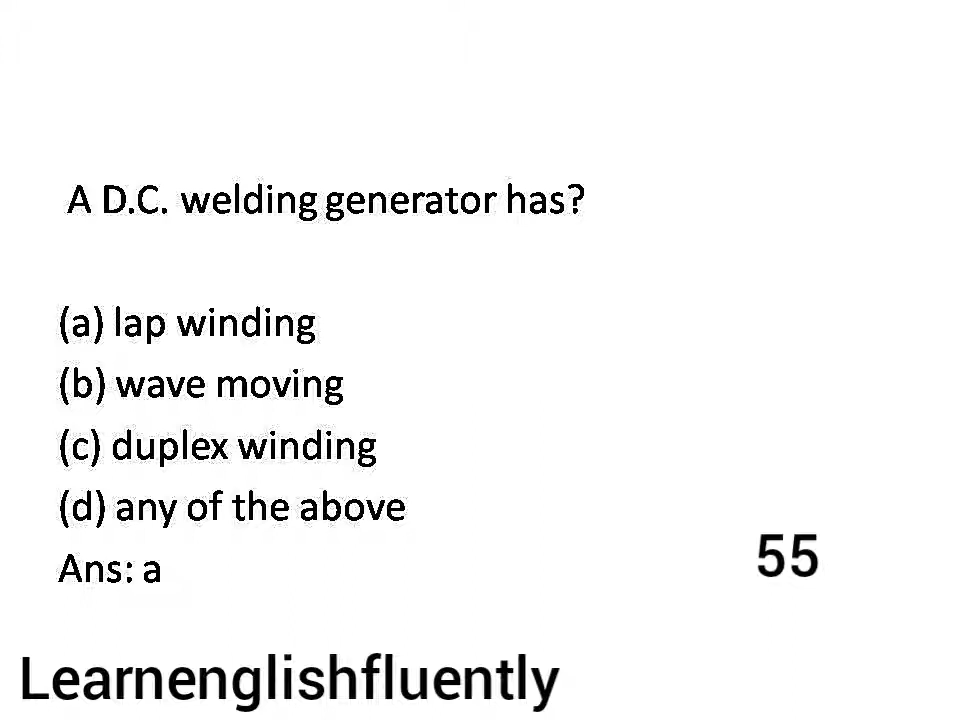 A D.C. welding generator has?
(a) lap winding
(b) wave moving
(c) duplex winding
(d) any of the above
Ans: a
55
Learnenglishfluently